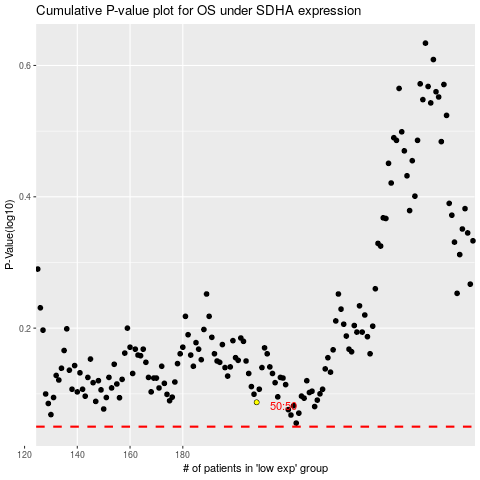 Cumulative P-value plot for OS under SDHA expression
P-Value(log10)
0.6
0.4
0.2
50:50
120
140
160
180
# of patients in 'low exp' group